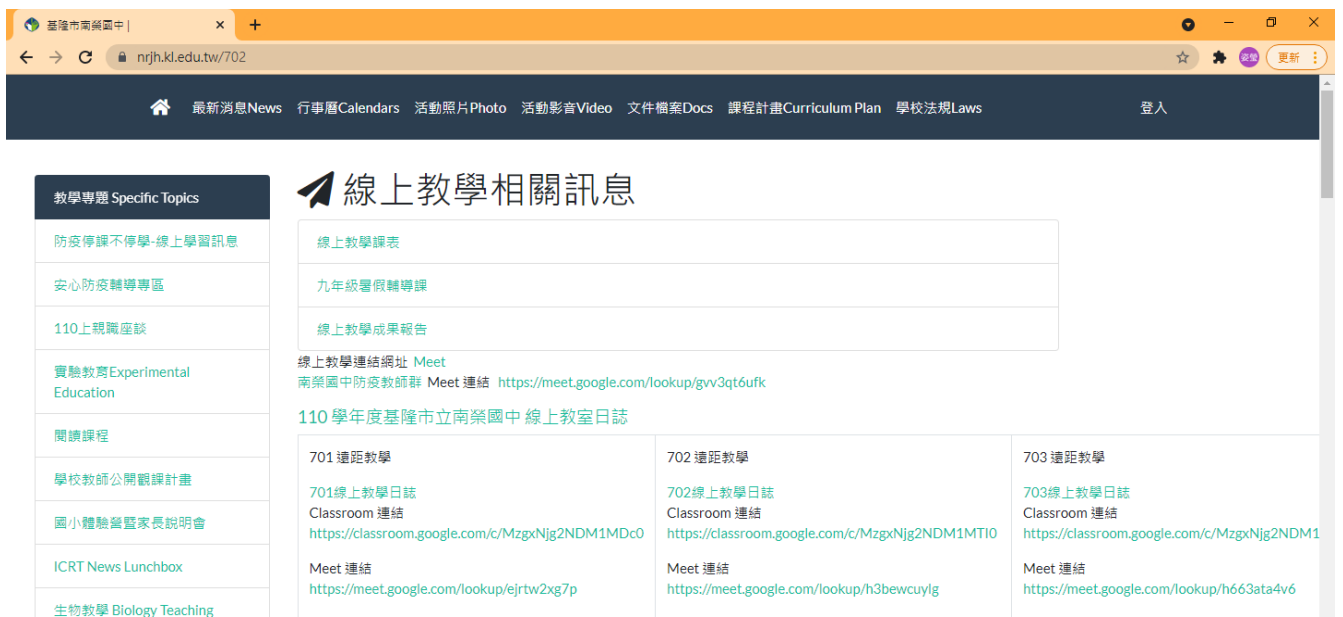 基隆市南榮國中 |
nrjh.kl.edu.tw/702
姿瑩
更新
最新消息News 行事曆Calendars 活動照片Photo 活動影音Video 文件檔案Docs 課程計畫Curriculum Plan 學校法規Laws 登入
教學專題 Specific Topics
防疫停課不停學-線上學習訊息
安心防疫輔導專區
110上親職座談
實驗教育Experimental
Education
閱讀課程
學校教師公開觀課計畫
國小體驗營暨家長說明會
ICRT News Lunchbox
生物教學 Biology Teaching
線上教學相關訊息
線上教學課表
九年級暑假輔導課
線上教學成果報告
線上教學連結網址 Meet
南榮國中防疫教師群 Meet 連結 https://meet.google.com/lookup/gvv3qt6ufk
110 學年度基隆市立南榮國中 線上教室日誌
701 遠距教學
701線上教學日誌
Classroom 連結
https://classroom.google.com/c/MzgxNjg2NDM1MDc0
Meet 連結
https://meet.google.com/lookup/ejrtw2xg7p
702 遠距教學
702線上教學日誌
Classroom 連結
https://classroom.google.com/c/MzgxNjg2NDM1MTI0
Meet 連結
https://meet.google.com/lookup/h3bewcuylg
703 遠距教學
703線上教學日誌
Classroom 連結
https://classroom.google.com/c/MzgxNjg2NDM1
Meet 連結
https://meet.google.com/lookup/h663ata4v6